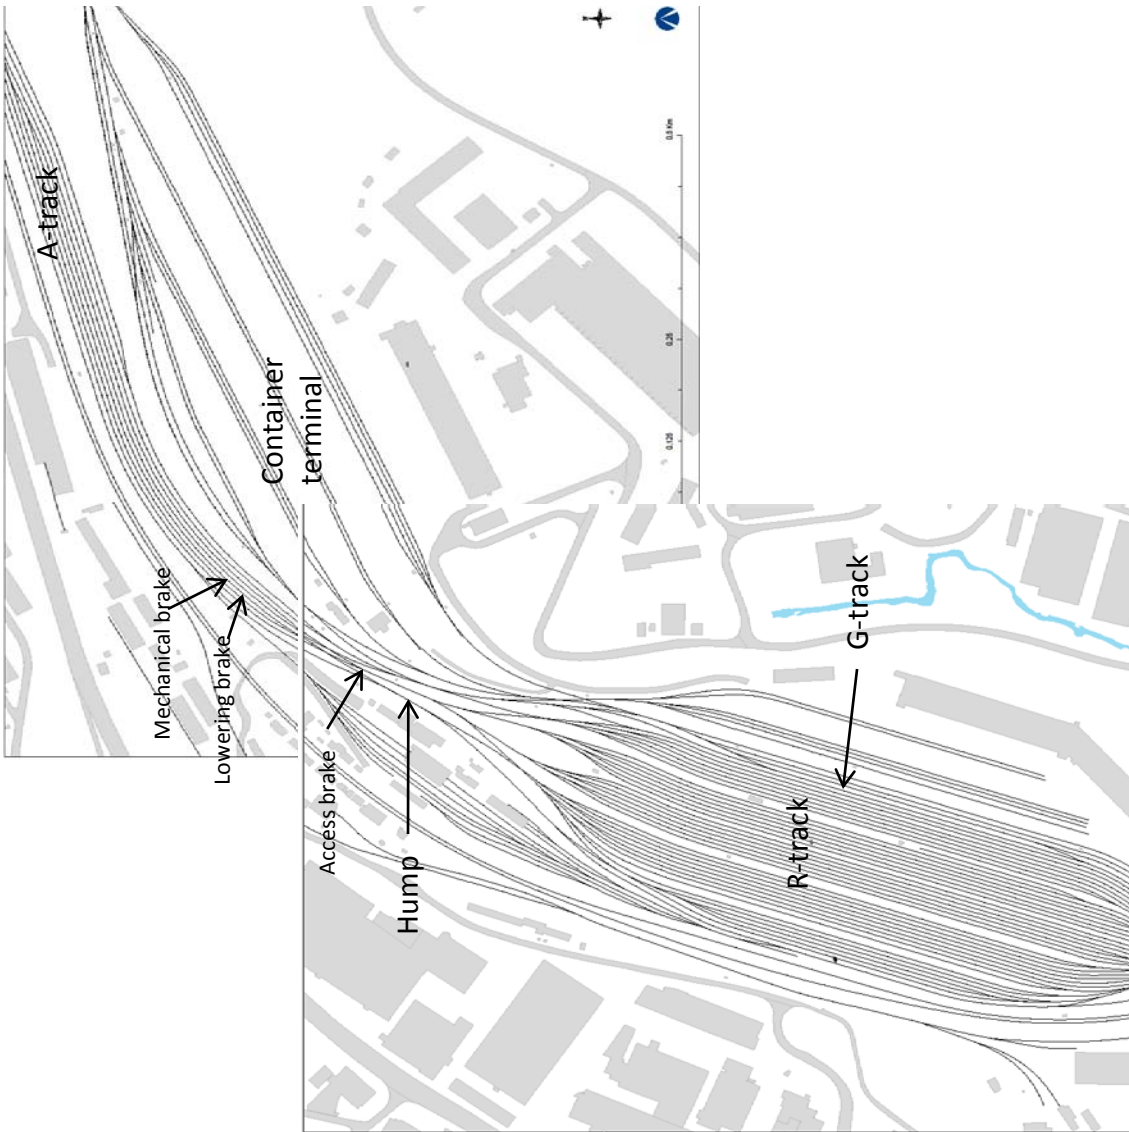 A-track
Container
terminal
Mechanical brake
Lowering brake
Access brake
Hump
R-track
G-track
0.5 Km
0.25
0.125